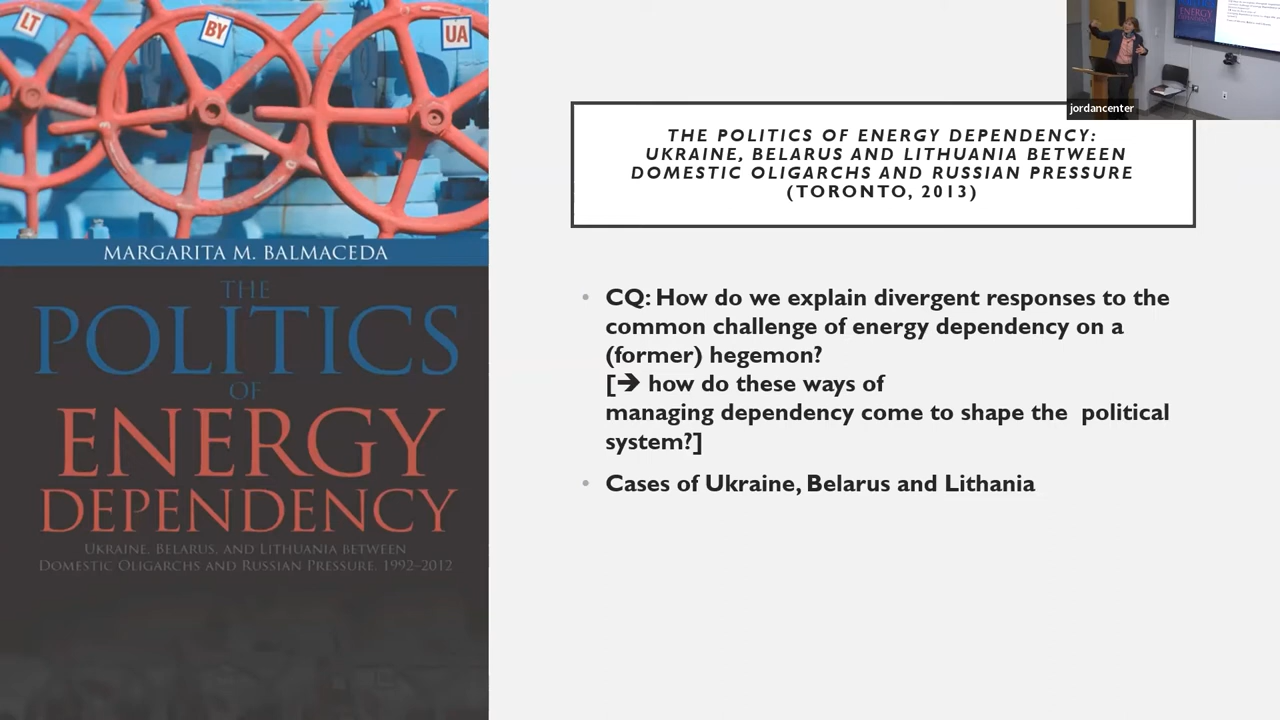 LT
BY
UA
MARGARITA M. BALMACEDA
THE
POLITICS
OF
ENERGY
DEPENDENCY
UKRAINE, BELARUS, AND LITHUANIA BETWEEN
DOMESTIC OLIGARCHS AND RUSSIAN PRESSURE, 1992–2012
jordancenter
THE POLITICS OF ENERGY DEPENDENCY:
UKRAINE, BELARUS AND LITHUANIA BETWEEN
DOMESTIC OLIGARCHS AND RUSSIAN PRESSURE
(TORONTO, 2013)
• CQ: How do we explain divergent responses to the
common challenge of energy dependency on a
(former) hegemon?
[➔ how do these ways of
managing dependency come to shape the political
system?]
• Cases of Ukraine, Belarus and Lithania
ENERGY
DEPENDENCY